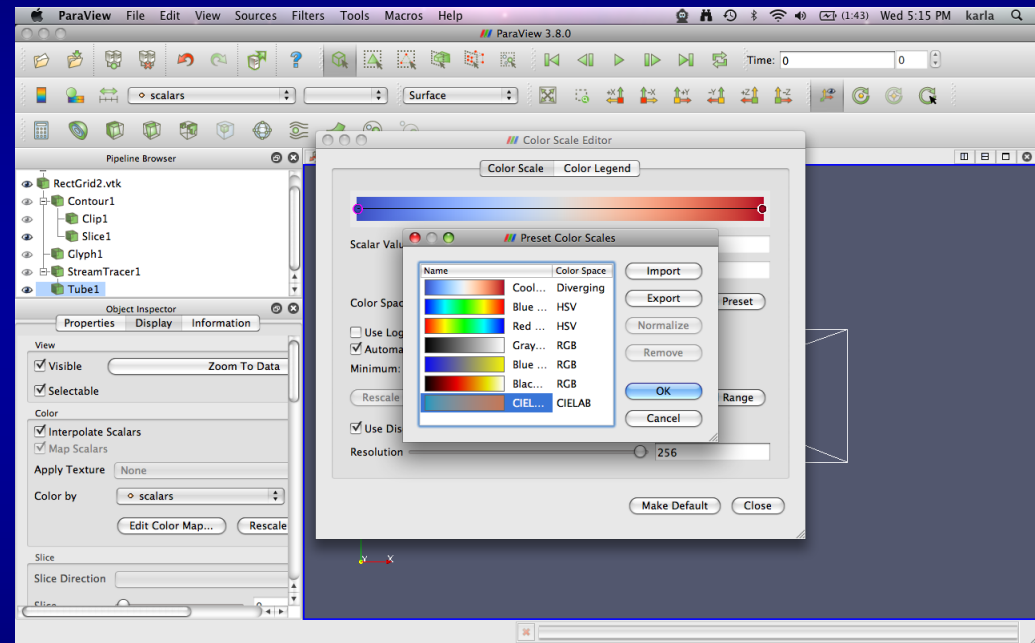 ParaView File Edit View Sources Filters Tools Macros Help (1:43) Wed 5:15 PM karla
ParaView 3.8.0
Time: 0 0
scalars Surface +X -X +Y -Y +Z -Z
Pipeline Browser
RectGrid2.vtk
Contour1
Clip1
Slice1
Glyph1
StreamTracer1
Tube1
Object Inspector
Properties Display Information
View
Visible Zoom To Data
Selectable
Color
Interpolate Scalars
Map Scalars
Apply Texture None
Color by scalars
Edit Color Map... Rescale
Slice
Slice Direction
Slice 0
Color Scale Editor
Color Scale Color Legend
Scalar Valu
Color Spac Preset
Use Log
Automa
Minimum:
Rescale Range
Use Dis
Resolution 256
Make Default Close
Preset Color Scales
Name Color Space
Cool... Diverging
Blue ... HSV
Red ... HSV
Gray... RGB
Blue ... RGB
Blac... RGB
CIEL... CIELAB
Import
Export
Normalize
Remove
OK
Cancel
Y X